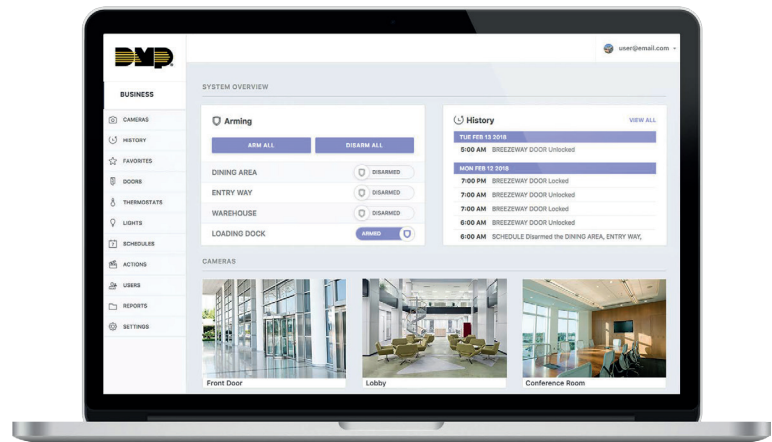 DMP
user@email.com
BUSINESS
CAMERAS
HISTORY
FAVORITES
DOORS
THERMOSTATS
LIGHTS
SCHEDULES
ACTIONS
USERS
REPORTS
SETTINGS
SYSTEM OVERVIEW
Arming
ARM ALL DISARM ALL
DINING AREA DISARMED
ENTRY WAY DISARMED
WAREHOUSE DISARMED
LOADING DOCK ARMED
History VIEW ALL
TUE FEB 13 2018
5:00 AM BREEZEWAY DOOR Unlocked
MON FEB 12 2018
7:00 PM BREEZEWAY DOOR Locked
7:00 AM BREEZEWAY DOOR Unlocked
7:00 AM BREEZEWAY DOOR Locked
6:00 AM BREEZEWAY DOOR Unlocked
6:00 AM SCHEDULE Disarmed the DINING AREA, ENTRY WAY,
CAMERAS
Front Door
Lobby
Conference Room